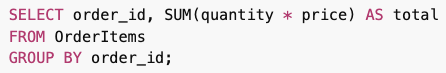 SELECT order_id, SUM(quantity * price) AS total
FROM OrderItems
GROUP BY order_id;